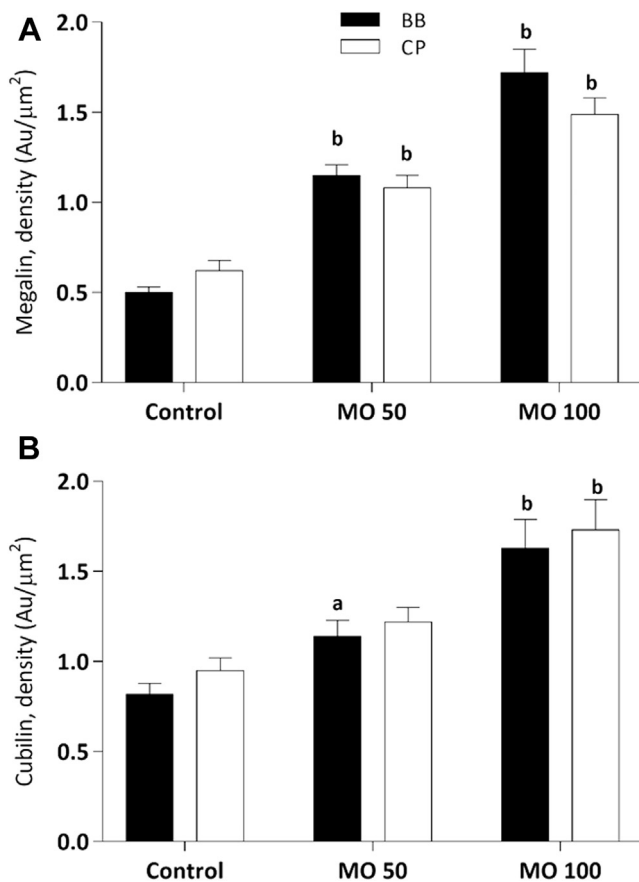 A
BB
CP
Megalin, density (Au/μm²)
2.0
1.5
1.0
0.5
0.0
b
b
b
b
Control
MO 50
MO 100
B
Cubilin, density (Au/μm²)
2.0
1.5
1.0
0.5
0.0
a
b
b
Control
MO 50
MO 100